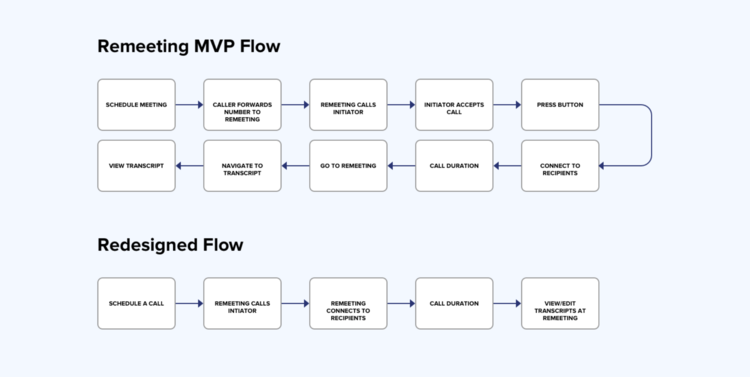 Remeeting MVP Flow
SCHEDULE MEETING
CALLER FORWARDS
NUMBER TO
REMEETING
REMEETING CALLS
INITIATOR
INITIATOR ACCEPTS
CALL
PRESS BUTTON
CONNECT TO
RECIPIENTS
CALL DURATION
GO TO REMEETING
NAVIGATE TO
TRANSCRIPT
VIEW TRANSCRIPT
Redesigned Flow
SCHEDULE A CALL
REMEETING CALLS
INTIATOR
REMEETING
CONNECTS TO
RECIPIENTS
CALL DURATION
VIEW/EDIT
TRANSCRIPTS AT
REMEETING